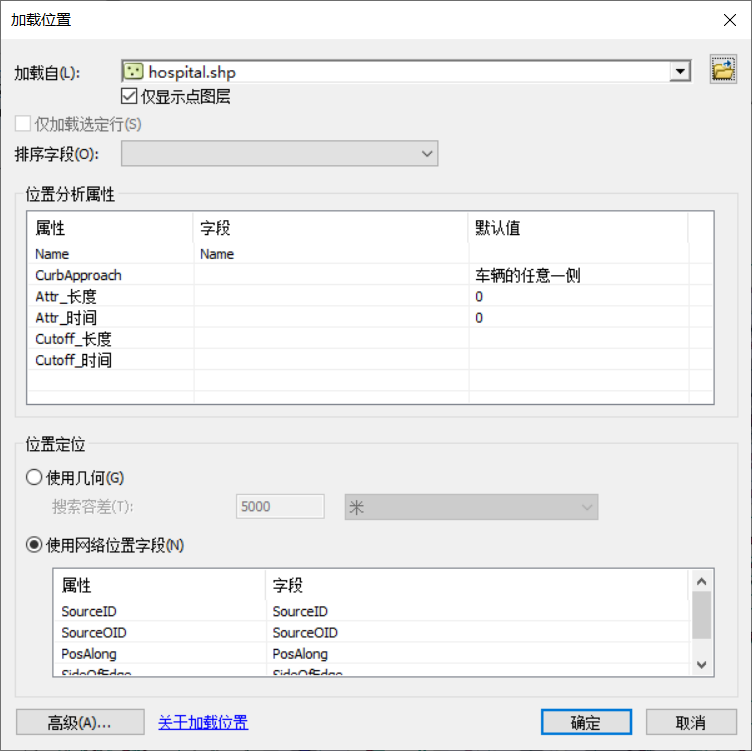 加载位置
加载自(L): hospital.shp
仅显示点图层
仅加载选定行(S)
排序字段(O):
位置分析属性
属性 字段 默认值
Name Name
CurbApproach 车辆的任意一侧
Attr_长度 0
Attr_时间 0
Cutoff_长度
Cutoff_时间
位置定位
使用几何(G)
搜索容差(T): 5000 米
使用网络位置字段(N)
属性 字段
SourceID SourceID
SourceOID SourceOID
PosAlong PosAlong
SideOfEdge SideOfEdge
高级(A)... 关于加载位置 确定 取消